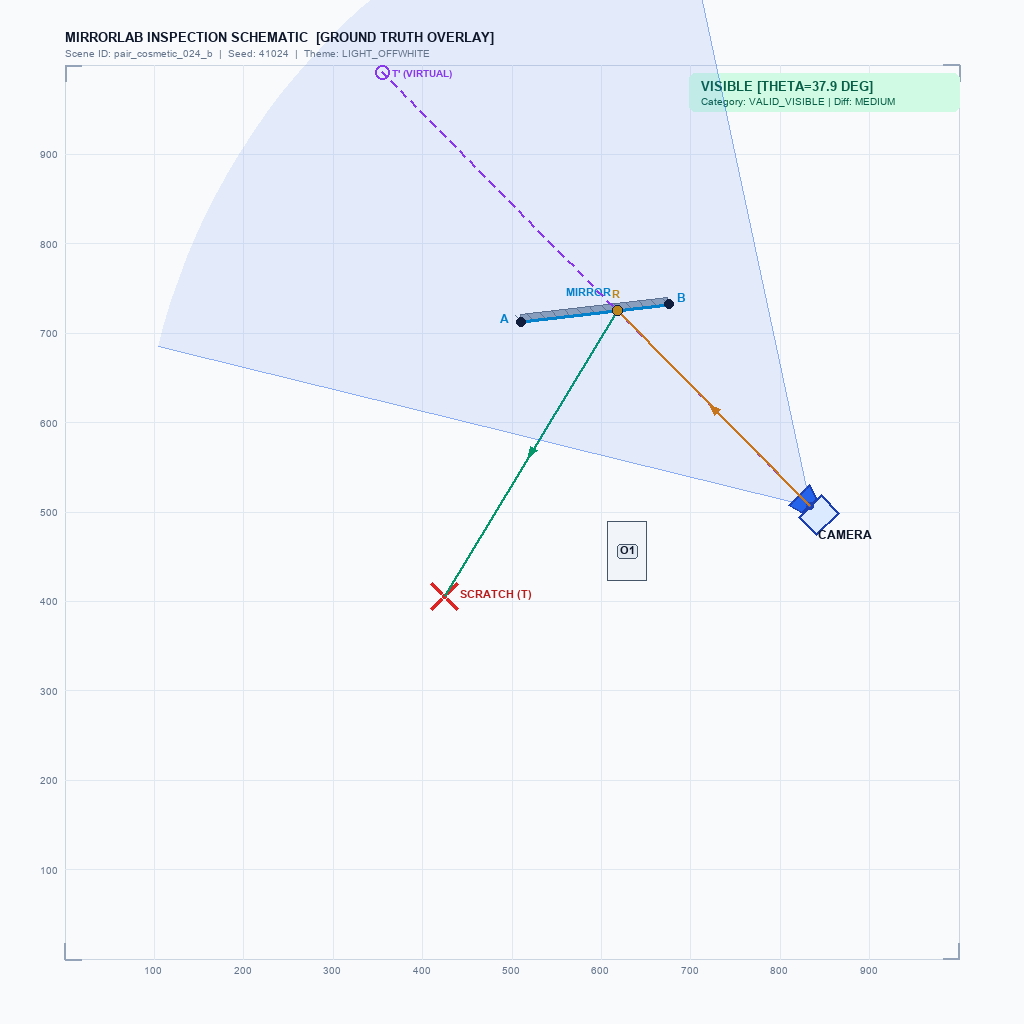 MIRRORLAB INSPECTION SCHEMATIC [GROUND TRUTH OVERLAY]
Scene ID: pair_cosmetic_024_b | Seed: 41024 | Theme: LIGHT_OFFWHITE
T' (VIRTUAL)
VISIBLE [THETA=37.9 DEG]
Category: VALID_VISIBLE | Diff: MEDIUM
900
800
MIRROR
R
B
A
700
600
500
CAMERA
O1
SCRATCH (T)
400
300
200
100
100 200 300 400 500 600 700 800 900